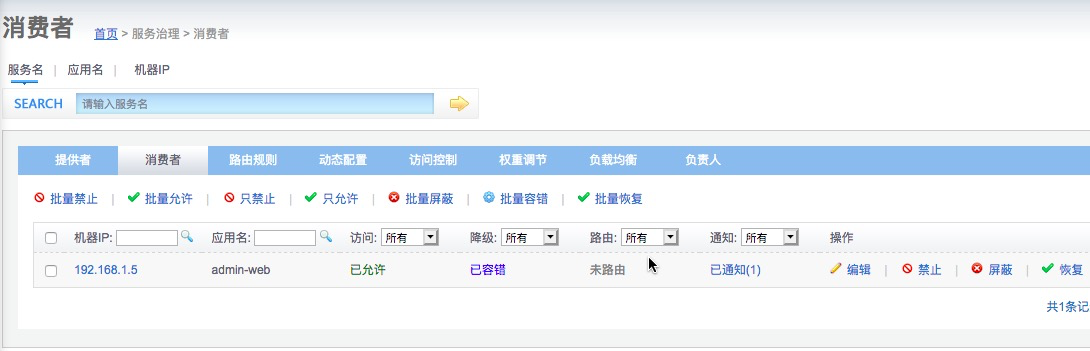 消费者 首页 > 服务治理 > 消费者
服务名 | 应用名 | 机器IP
SEARCH 请输入服务名
提供者 消费者 路由规则 动态配置 访问控制 权重调节 负载均衡 负责人
批量禁止 | 批量允许 | 只禁止 | 只允许 | 批量屏蔽 | 批量容错 | 批量恢复
机器IP: 应用名: 访问: 所有 降级: 所有 路由: 所有 通知: 所有 操作
192.168.1.5 admin-web 已允许 已容错 未路由 已通知(1) 编辑 | 禁止 | 屏蔽 | 恢复
共1条记